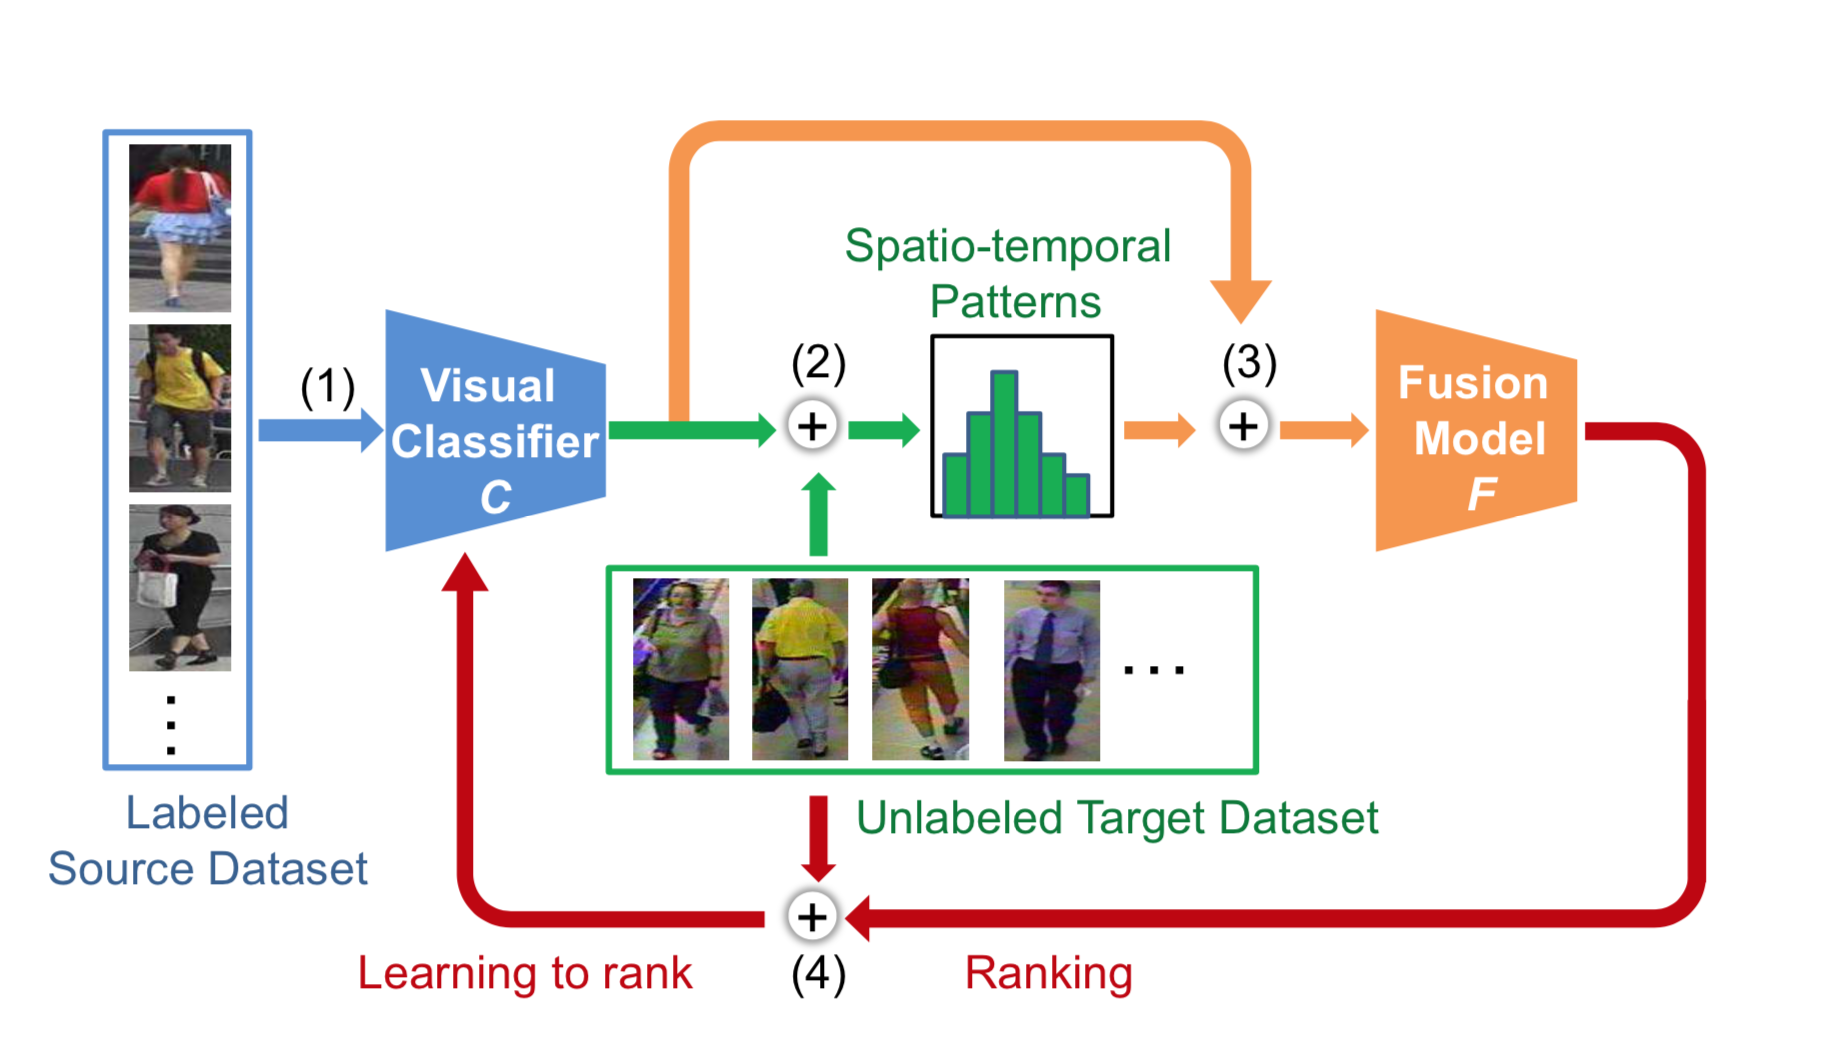 Spatio-temporal
Patterns
(1)
(2)
(3)
Visual
Classifier
C
+
+
Fusion
Model
F
Labeled
Source Dataset
Unlabeled Target Dataset
+
Learning to rank
(4)
Ranking